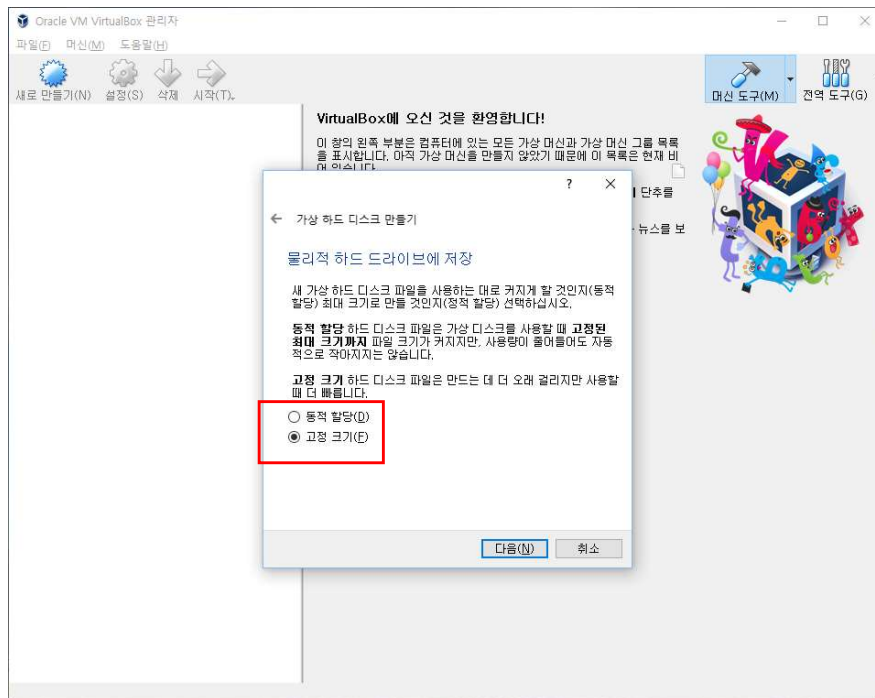 Oracle VM VirtualBox 관리자
파일(F) 머신(M) 도움말(H)
새로 만들기(N) 설정(S) 삭제 시작(T)
머신 도구(M) 전역 도구(G)
VirtualBox에 오신 것을 환영합니다!
이 창의 왼쪽 부분은 컴퓨터에 있는 모든 가상 머신과 가상 머신 그룹 목록
을 표시합니다. 아직 가상 머신을 만들지 않았기 때문에 이 목록은 현재 비
어 있습니다.
단추를
뉴스를 보
?
가상 하드 디스크 만들기
물리적 하드 드라이브에 저장
새 가상 하드 디스크 파일을 사용하는 대로 커지게 할 것인지(동적
할당) 최대 크기로 만들 것인지(정적 할당) 선택하십시오.
동적 할당 하드 디스크 파일은 가상 디스크를 사용할 때 고정된
최대 크기까지 파일 크기가 커지지만, 사용량이 줄어들어도 자동
적으로 작아지지는 않습니다.
고정 크기 하드 디스크 파일은 만드는 데 더 오래 걸리지만 사용할
때 더 빠릅니다.
동적 할당(D)
고정 크기(F)
다음(N) 취소